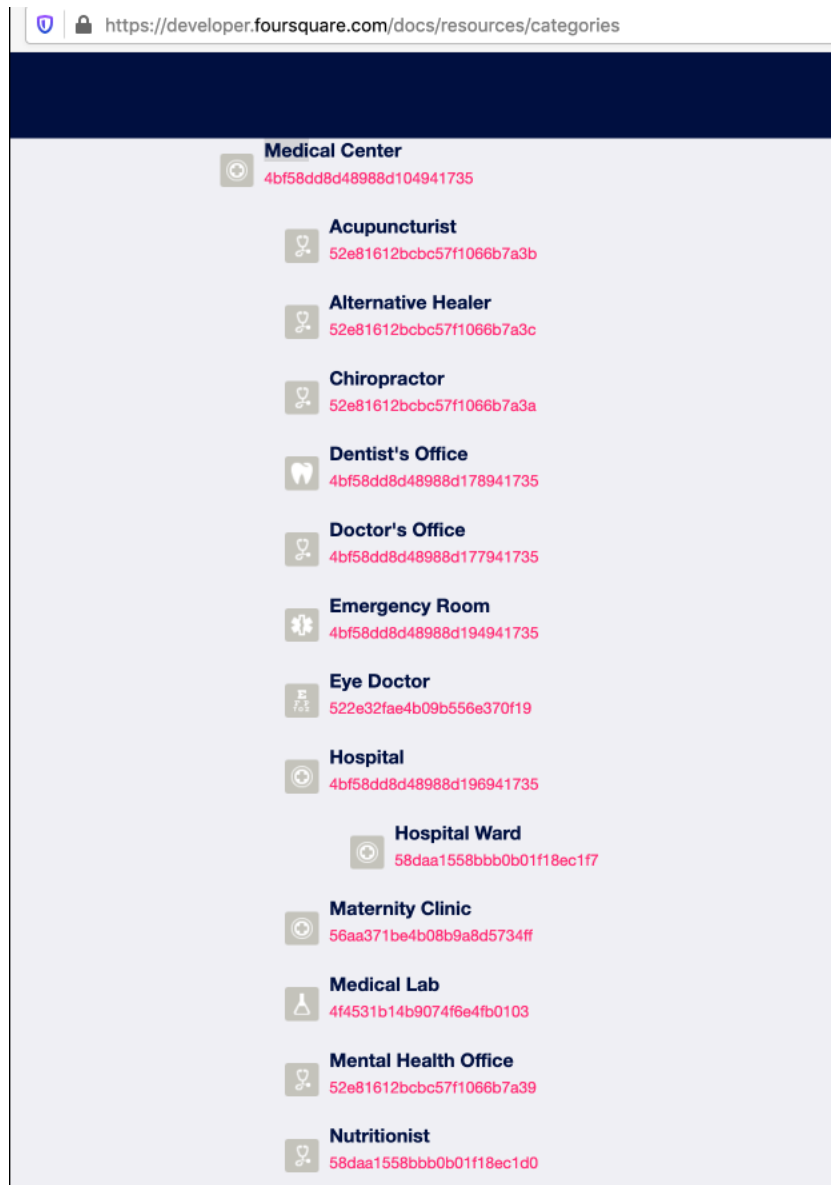 https://developer.foursquare.com/docs/resources/categories
Medical Center
4bf58dd8d48988d104941735
Acupuncturist
52e81612bcbc57f1066b7a3b
Alternative Healer
52e81612bcbc57f1066b7a3c
Chiropractor
52e81612bcbc57f1066b7a3a
Dentist's Office
4bf58dd8d48988d178941735
Doctor's Office
4bf58dd8d48988d177941735
Emergency Room
4bf58dd8d48988d194941735
Eye Doctor
522e32fae4b09b556e370f19
Hospital
4bf58dd8d48988d196941735
Hospital Ward
58daa1558bbb0b01f18ec1f7
Maternity Clinic
56aa371be4b08b9a8d5734ff
Medical Lab
4f4531b14b9074f6e4fb0103
Mental Health Office
52e81612bcbc57f1066b7a39
Nutritionist
58daa1558bbb0b01f18ec1d0